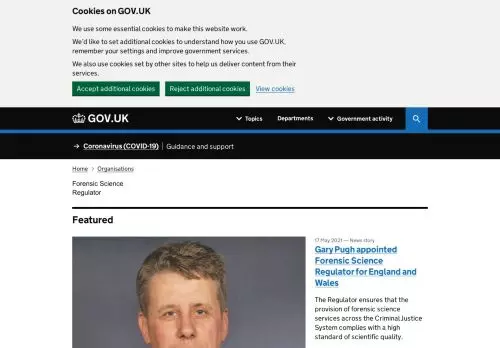 Cookies on GOV.UK
We use some essential cookies to make this website work.
We'd like to set additional cookies to understand how you use GOV.UK,
remember your settings and improve government services.
We also use cookies set by other sites to help us deliver content from their
services.
Accept additional cookies Reject additional cookies View cookies
GOV.UK Topics Departments Government activity
→ Coronavirus (COVID-19) Guidance and support
Home > Organisations
Forensic Science
Regulator
Featured
17 May 2021 — News story
Gary Pugh appointed
Forensic Science
Regulator for England and
Wales
The Regulator ensures that the
provision of forensic science
services across the Criminal Justice
System complies with a high
standard of scientific quality.